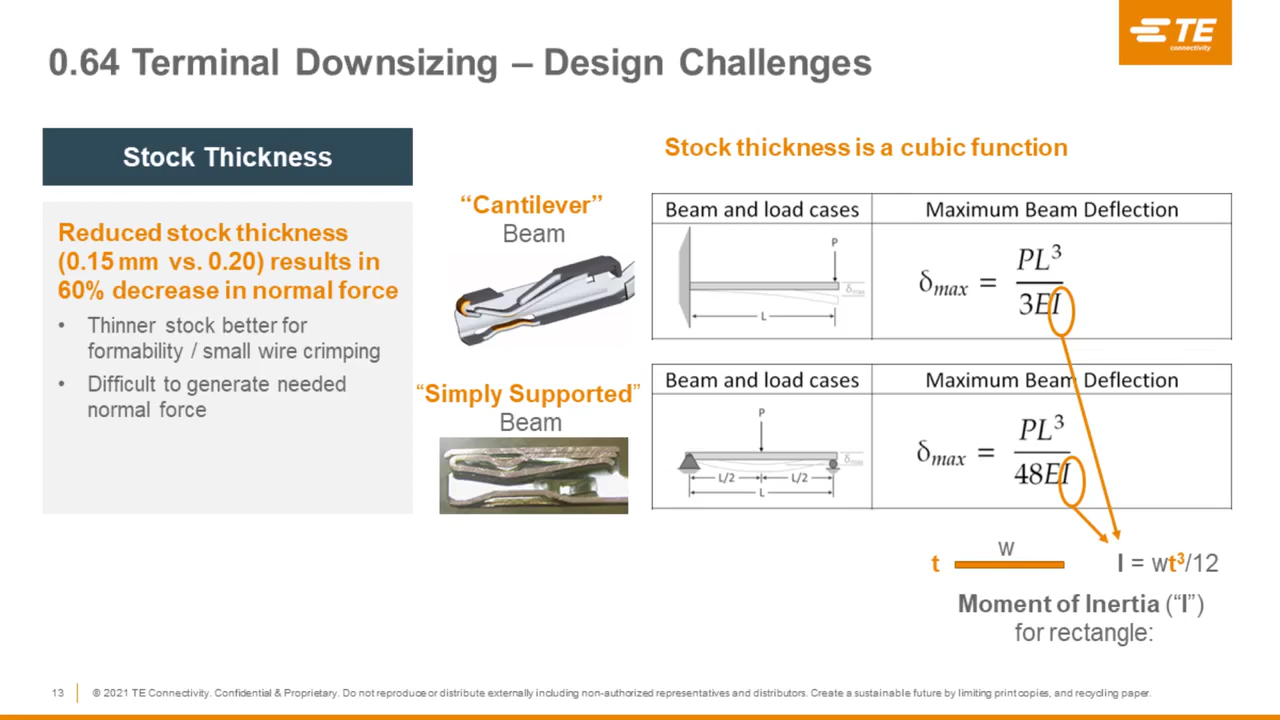 TE
connectivity
0.64 Terminal Downsizing – Design Challenges
Stock Thickness
Reduced stock thickness
(0.15 mm vs. 0.20) results in
60% decrease in normal force
• Thinner stock better for
formability / small wire crimping
• Difficult to generate needed
normal force
“Cantilever”
Beam
“Simply Supported”
Beam
Stock thickness is a cubic function
Beam and load cases Maximum Beam Deflection
P
δmax
L
δmax = PL³/3EI
Beam and load cases Maximum Beam Deflection
P
δmax
L/2 L/2
L
δmax = PL³/48EI
w
t
I = wt³/12
Moment of Inertia (“I”)
for rectangle:
13 © 2021 TE Connectivity. Confidential & Proprietary. Do not reproduce or distribute externally including non-authorized representatives and distributors. Create a sustainable future by limiting print copies, and recycling paper.